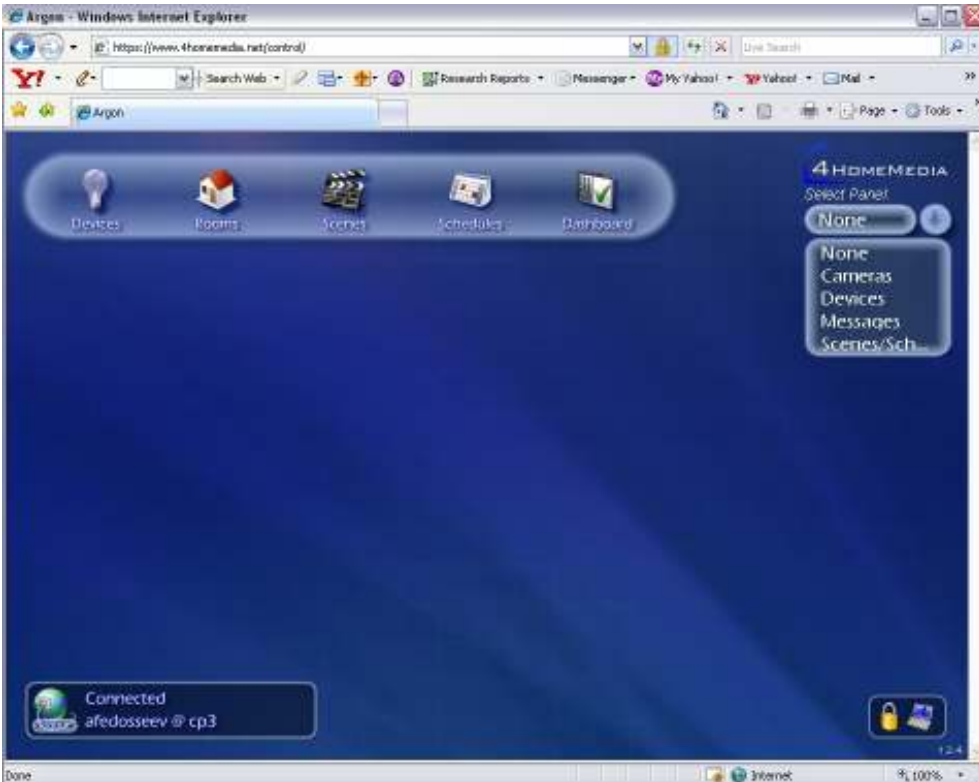 Argon - Windows Internet Explorer
https://www.4homemedia.net/control/
Live Search
Y! Search Web Research Reports Messenger My Yahoo! Yahoo! Mail »
Argon Page Tools
Devices Rooms Scenes Schedules Dashboard
4HOMEMEDIA
Select Panel
None
None
Cameras
Devices
Messages
Scenes/Sch...
Connected
afedosseev @ cp3
Done Internet 100%